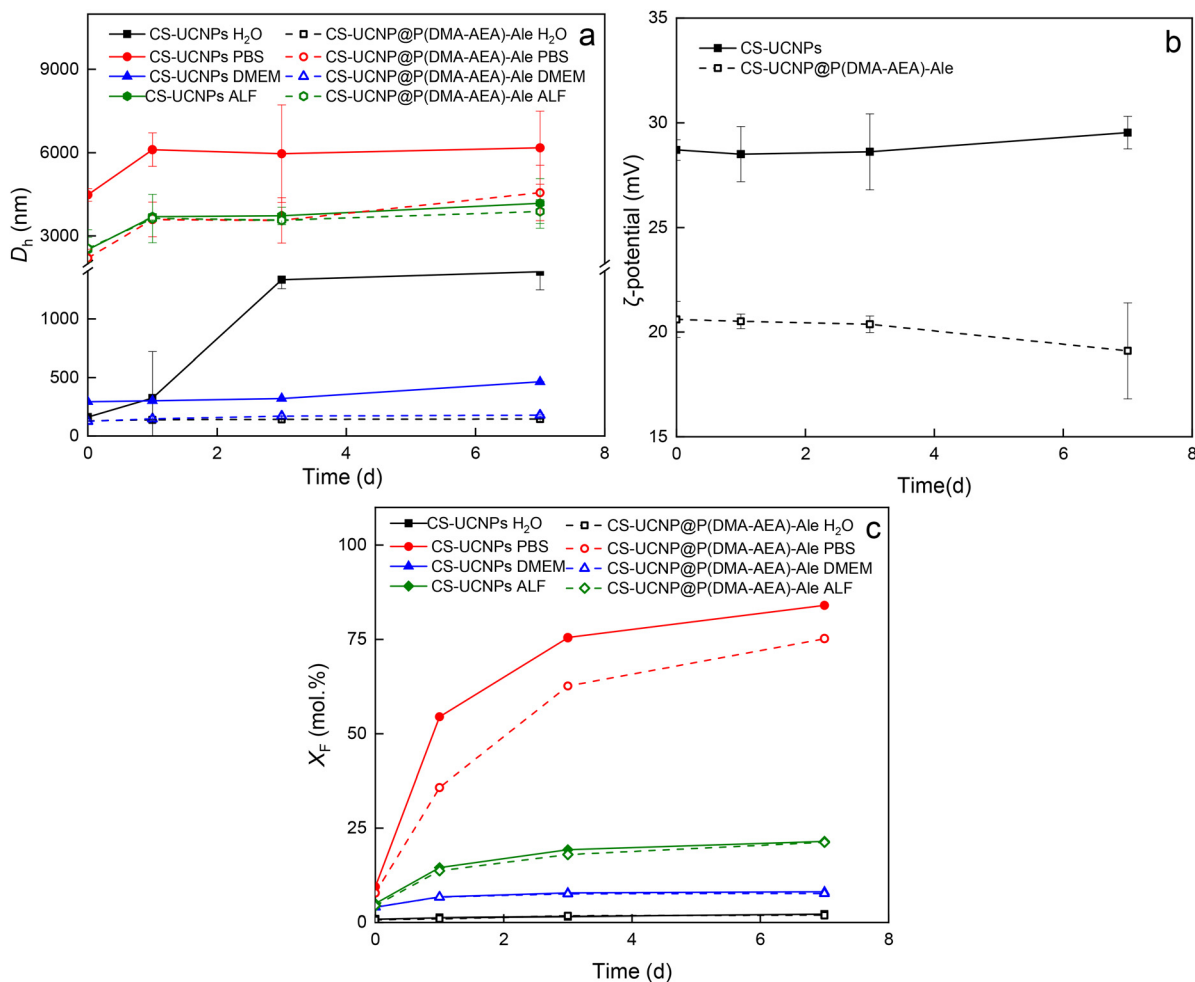 a
CS-UCNPs H₂O
CS-UCNPs PBS
CS-UCNPs DMEM
CS-UCNPs ALF
CS-UCNP@P(DMA-AEA)-Ale H₂O
CS-UCNP@P(DMA-AEA)-Ale PBS
CS-UCNP@P(DMA-AEA)-Ale DMEM
CS-UCNP@P(DMA-AEA)-Ale ALF
Dₕ (nm)
9000
6000
3000
1000
500
0
0 2 4 6 8
Time (d)
b
CS-UCNPs
CS-UCNP@P(DMA-AEA)-Ale
ζ-potential (mV)
35
30
25
20
15
0 2 4 6 8
Time(d)
c
CS-UCNPs H₂O
CS-UCNPs PBS
CS-UCNPs DMEM
CS-UCNPs ALF
CS-UCNP@P(DMA-AEA)-Ale H₂O
CS-UCNP@P(DMA-AEA)-Ale PBS
CS-UCNP@P(DMA-AEA)-Ale DMEM
CS-UCNP@P(DMA-AEA)-Ale ALF
X_F (mol.%)
100
75
50
25
0
0 2 4 6 8
Time (d)